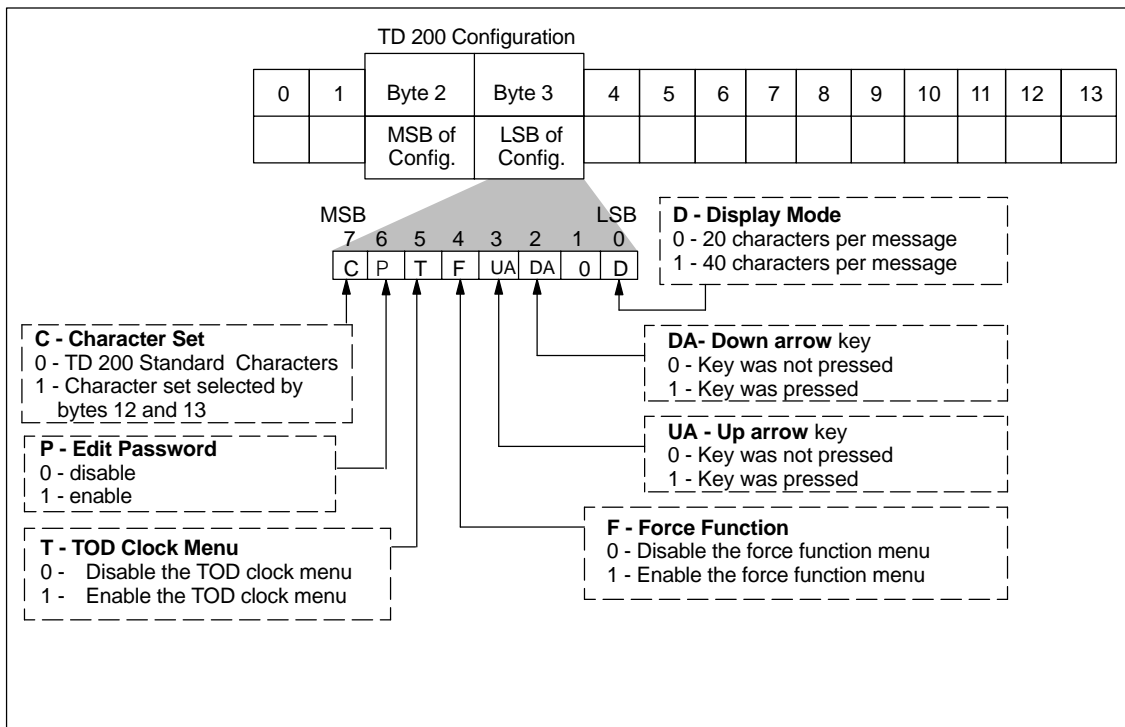 TD 200 Configuration
0 1 Byte 2 Byte 3 4 5 6 7 8 9 10 11 12 13
MSB of Config. LSB of Config.
MSB LSB
7 6 5 4 3 2 1 0
C P T F UA DA 0 D
D - Display Mode
0 - 20 characters per message
1 - 40 characters per message
C - Character Set
0 - TD 200 Standard Characters
1 - Character set selected by
bytes 12 and 13
DA- Down arrow key
0 - Key was not pressed
1 - Key was pressed
UA - Up arrow key
0 - Key was not pressed
1 - Key was pressed
P - Edit Password
0 - disable
1 - enable
F - Force Function
0 - Disable the force function menu
1 - Enable the force function menu
T - TOD Clock Menu
0 - Disable the TOD clock menu
1 - Enable the TOD clock menu